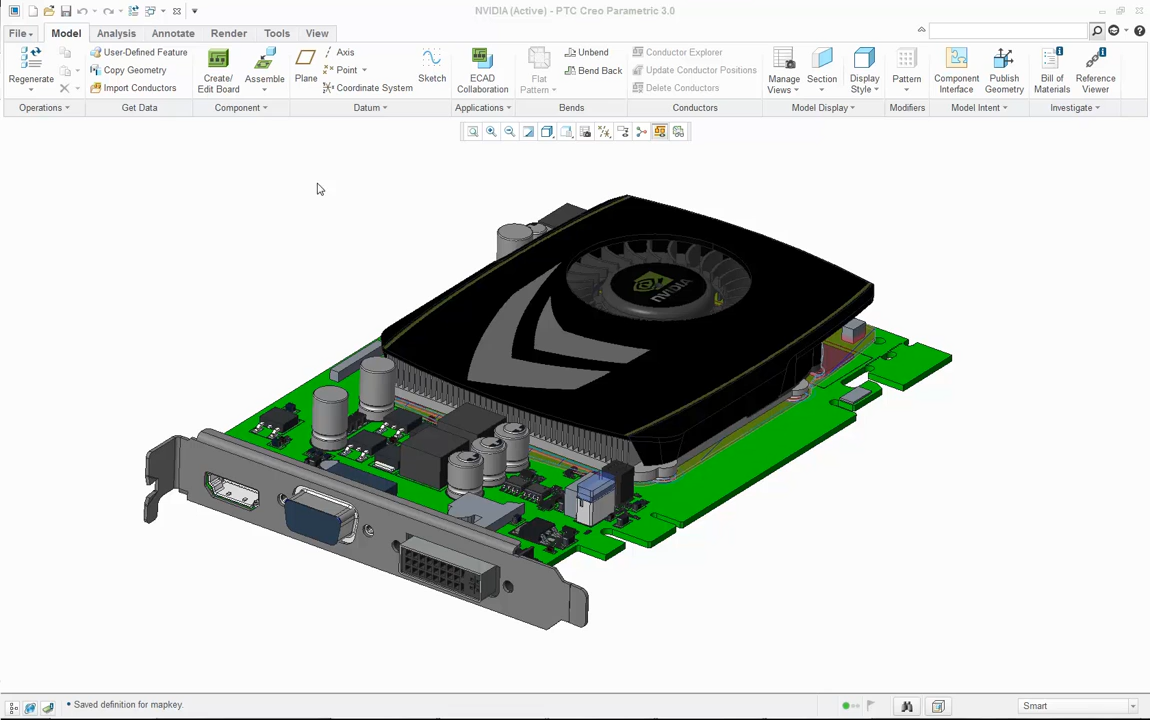 NVIDIA (Active) - PTC Creo Parametric 3.0
File Model Analysis Annotate Render Tools View
Regenerate
User-Defined Feature
Copy Geometry
Import Conductors
Create/
Edit Board
Assemble
Plane
Axis
Point
Coordinate System
Sketch
ECAD
Collaboration
Flat
Pattern
Unbend
Bend Back
Conductor Explorer
Update Conductor Positions
Delete Conductors
Manage
Views
Section
Display
Style
Pattern
Component
Interface
Publish
Geometry
Bill of
Materials
Reference
Viewer
Operations Get Data Component Datum Applications Bends Conductors Model Display Modifiers Model Intent Investigate
NVIDIA
• Saved definition for mapkey.
Smart